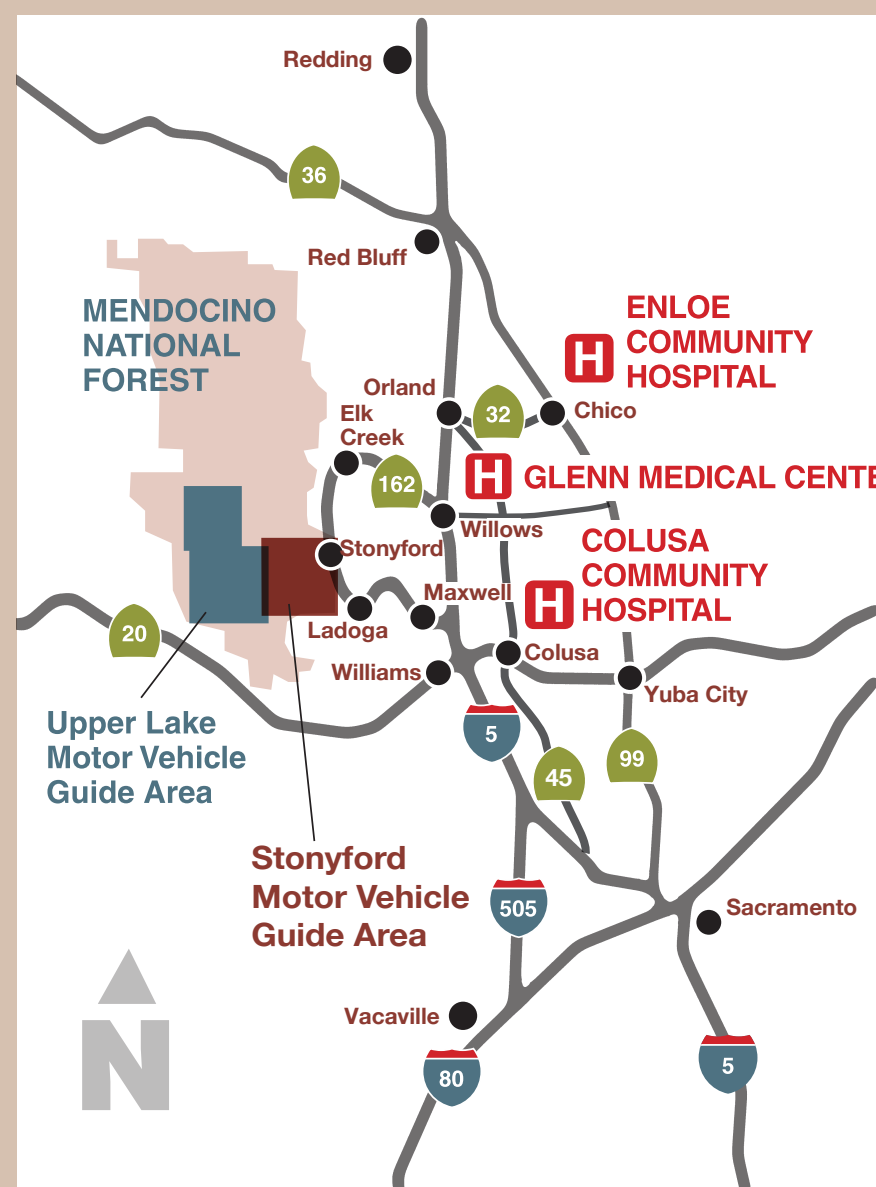 Redding
36
Red Bluff
MENDOCINO
NATIONAL
FOREST
ENLOE
COMMUNITY
HOSPITAL
H
Orland
32
Chico
Elk
Creek
162
H
GLENN MEDICAL CENTE
Willows
Stonyford
COLUSA
COMMUNITY
HOSPITAL
H
Maxwell
Ladoga
20
Colusa
Williams
Yuba City
Upper Lake
Motor Vehicle
Guide Area
5
45
99
Stonyford
Motor Vehicle
Guide Area
505
Sacramento
Vacaville
80
5
N